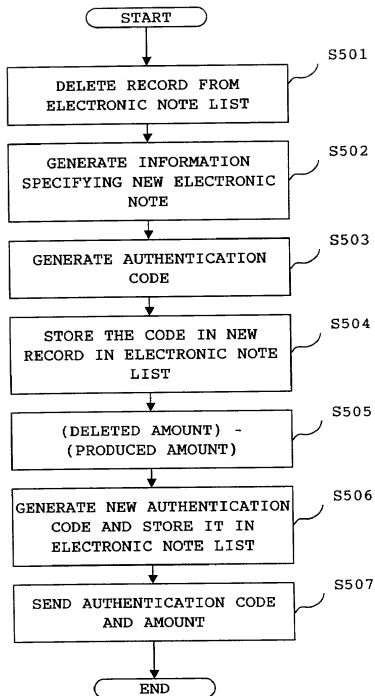 START
S501
DELETE RECORD FROM
ELECTRONIC NOTE LIST
S502
GENERATE INFORMATION
SPECIFYING NEW ELECTRONIC
NOTE
S503
GENERATE AUTHENTICATION
CODE
S504
STORE THE CODE IN NEW
RECORD IN ELECTRONIC NOTE
LIST
S505
(DELETED AMOUNT) -
(PRODUCED AMOUNT)
S506
GENERATE NEW AUTHENTICATION
CODE AND STORE IT IN
ELECTRONIC NOTE LIST
S507
SEND AUTHENTICATION CODE
AND AMOUNT
END